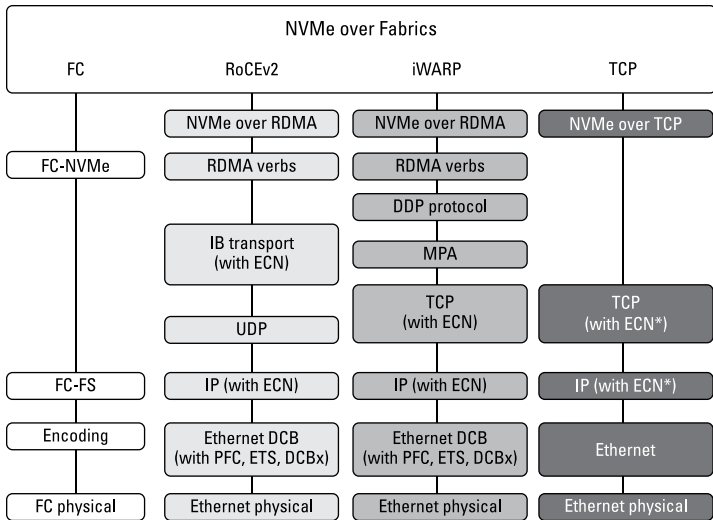 NVMe over Fabrics
FC RoCEv2 iWARP TCP
NVMe over RDMA NVMe over RDMA NVMe over TCP
FC-NVMe RDMA verbs RDMA verbs
DDP protocol
IB transport
(with ECN)
MPA
TCP
(with ECN)
TCP
(with ECN*)
UDP
FC-FS IP (with ECN) IP (with ECN) IP (with ECN*)
Encoding
Ethernet DCB
(with PFC, ETS, DCBx)
Ethernet DCB
(with PFC, ETS, DCBx)
Ethernet
FC physical Ethernet physical Ethernet physical Ethernet physical